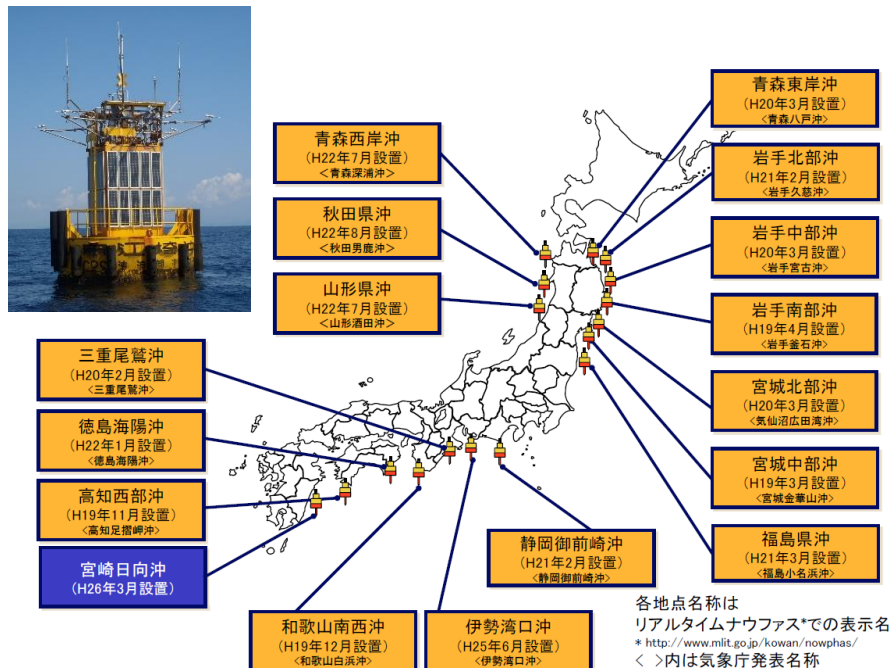 青森東岸沖
(H20年3月設置)
<青森八戸沖>
青森西岸沖
(H22年7月設置)
<青森深浦沖>
岩手北部沖
(H21年2月設置)
<岩手久慈沖>
秋田県沖
(H22年8月設置)
<秋田男鹿沖>
岩手中部沖
(H20年3月設置)
<岩手宮古沖>
山形県沖
(H22年7月設置)
<山形酒田沖>
岩手南部沖
(H19年4月設置)
<岩手釜石沖>
三重尾鷲沖
(H20年2月設置)
<三重尾鷲沖>
宮城北部沖
(H20年3月設置)
<気仙沼広田湾沖>
徳島海陽沖
(H22年1月設置)
<徳島海陽沖>
宮城中部沖
(H19年3月設置)
<宮城金華山沖>
高知西部沖
(H19年11月設置)
<高知足摺岬沖>
福島県沖
(H21年3月設置)
<福島小名浜沖>
静岡御前崎沖
(H21年2月設置)
<静岡御前崎沖>
宮崎日向沖
(H26年3月設置)
和歌山南西沖
(H19年12月設置)
<和歌山白浜沖>
伊勢湾口沖
(H25年6月設置)
<伊勢湾口沖>
各地点名称は
リアルタイムナウファス*での表示名
* http://www.mlit.go.jp/kowan/nowphas/
< >内は気象庁発表名称